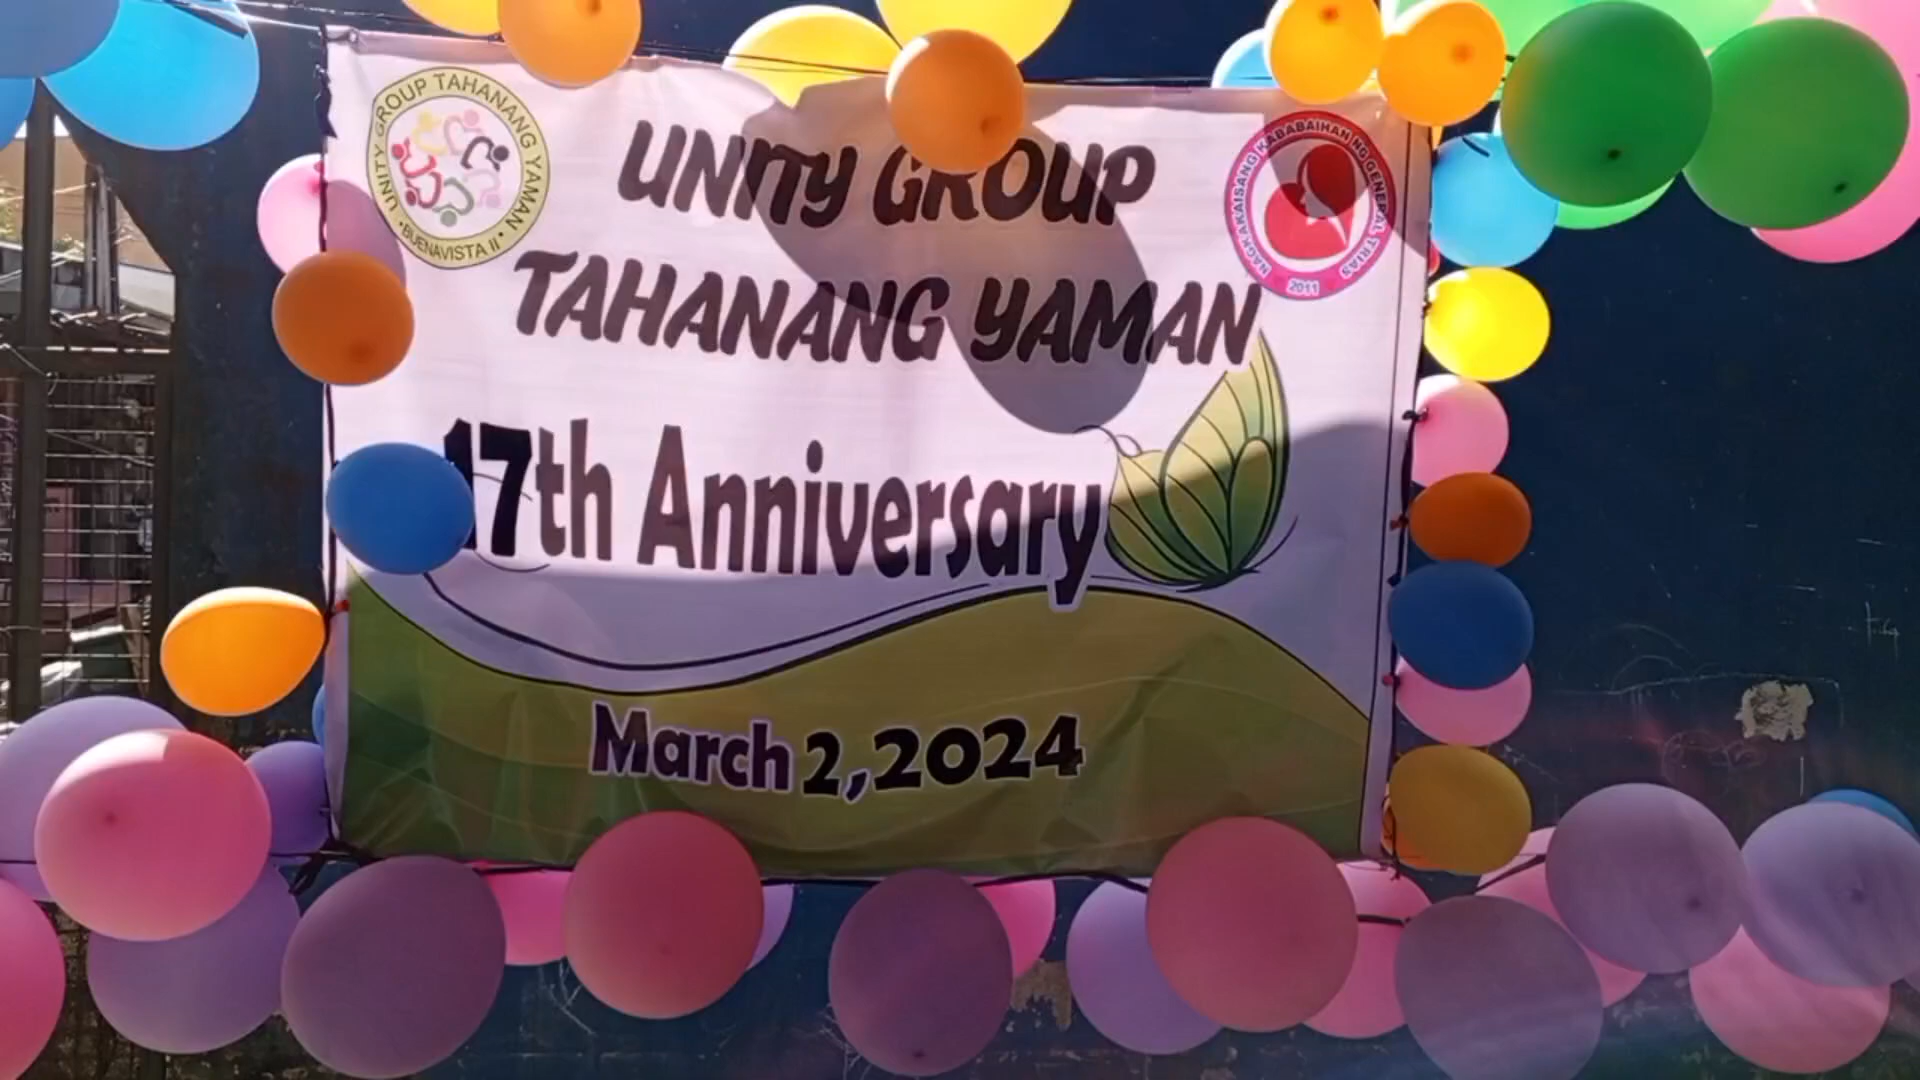 UNITY GROUP TAHANANG YAMAN
• BUENAVISTA II •
UNITY GROUP
TAHANANG YAMAN
NAGKAKAISANG KABABAIHAN NG GENERAL TRIAS
2011
17th Anniversary
March 2, 2024